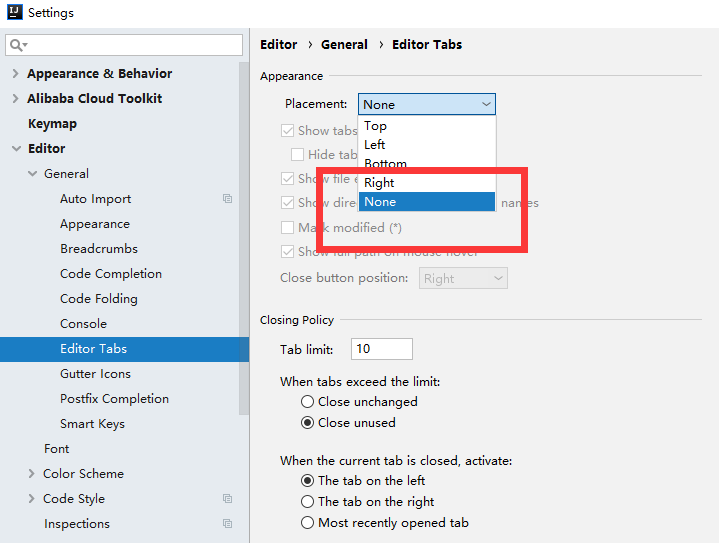 IJ Settings
Appearance & Behavior
Alibaba Cloud Toolkit
Keymap
Editor
General
Auto Import
Appearance
Breadcrumbs
Code Completion
Code Folding
Console
Editor Tabs
Gutter Icons
Postfix Completion
Smart Keys
Font
Color Scheme
Code Style
Inspections
Editor › General › Editor Tabs
Appearance
Placement: None
Top
Left
Bottom
Right
None
Show tabs
Hide tab
Show file e
Show dire names
Mark modified (*)
Show full path on mouse hover
Close button position: Right
Closing Policy
Tab limit: 10
When tabs exceed the limit:
Close unchanged
Close unused
When the current tab is closed, activate:
The tab on the left
The tab on the right
Most recently opened tab